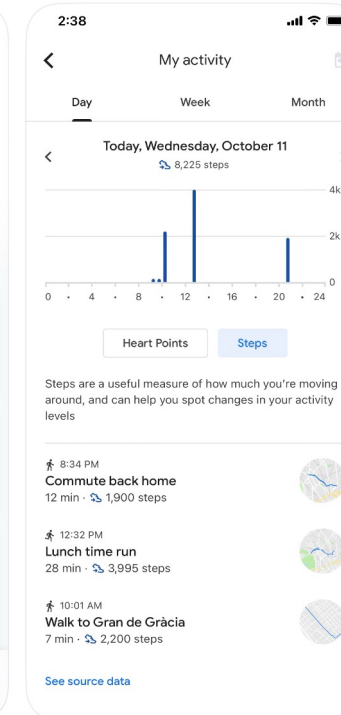 2:38
My activity
Day Week Month
Today, Wednesday, October 11
8,225 steps
4k
2k
0
0 4 8 12 16 20 24
Heart Points Steps
Steps are a useful measure of how much you're moving
around, and can help you spot changes in your activity
levels
8:34 PM
Commute back home
12 min · 1,900 steps
12:32 PM
Lunch time run
28 min · 3,995 steps
10:01 AM
Walk to Gran de Gràcia
7 min · 2,200 steps
See source data